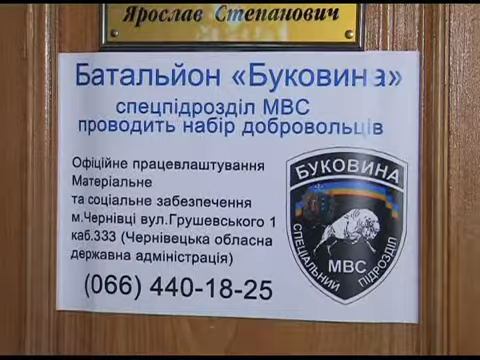 Ярослав Степанович
Батальйон «Буковина»
спецпідрозділ МВС
проводить набір добровольців
Офіційне працевлаштування
Матеріальне
та соціальне забезпечення
м.Чернівці вул.Грушевського 1
каб.333 (Чернівецька обласна
державна адміністрація)
(066) 440-18-25
БУКОВИНА
СПЕЦІАЛЬНИЙ
ПІДРОЗДІЛ
МВС